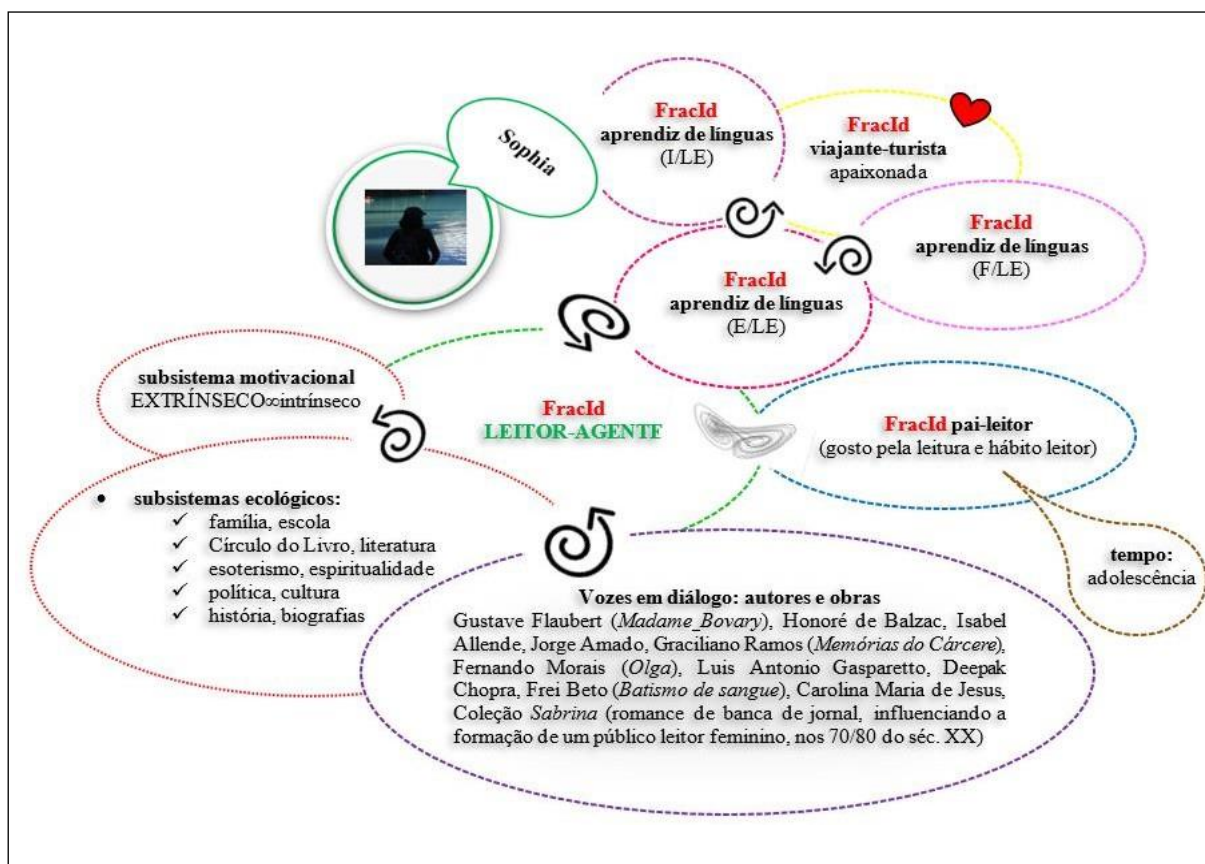 Sophia
FracId
aprendiz de línguas
(I/LE)
FracId
viajante-turista
apaixonada
FracId
aprendiz de línguas
(F/LE)
FracId
aprendiz de línguas
(E/LE)
subsistema motivacional
EXTRÍNSECO∞intrínseco
FracId
LEITOR-AGENTE
FracId pai-leitor
(gosto pela leitura e hábito leitor)
• subsistemas ecológicos:
✓ família, escola
✓ Círculo do Livro, literatura
✓ esoterismo, espiritualidade
✓ política, cultura
✓ história, biografias
tempo:
adolescência
Vozes em diálogo: autores e obras
Gustave Flaubert (Madame_Bovary), Honoré de Balzac, Isabel
Allende, Jorge Amado, Graciliano Ramos (Memórias do Cárcere),
Fernando Morais (Olga), Luis Antonio Gasparetto, Deepak
Chopra, Frei Beto (Batismo de sangue), Carolina Maria de Jesus,
Coleção Sabrina (romance de banca de jornal, influenciando a
formação de um público leitor feminino, nos 70/80 do séc. XX)